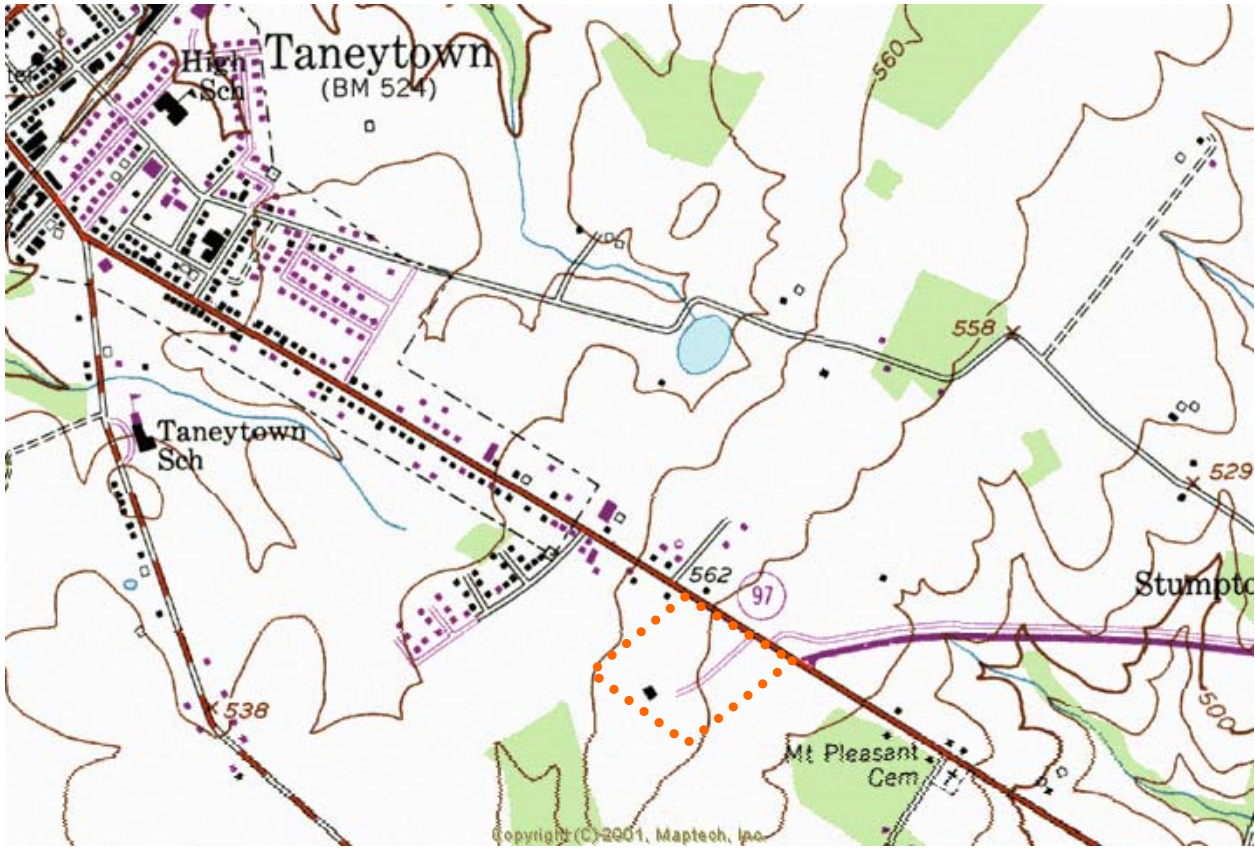 Taneytown
(BM 524)
High
Sch
560
558
529
Taneytown
Sch
562
97
538
500
Mt Pleasant
Cem
Copyright (C) 2001, Maptech, Inc.